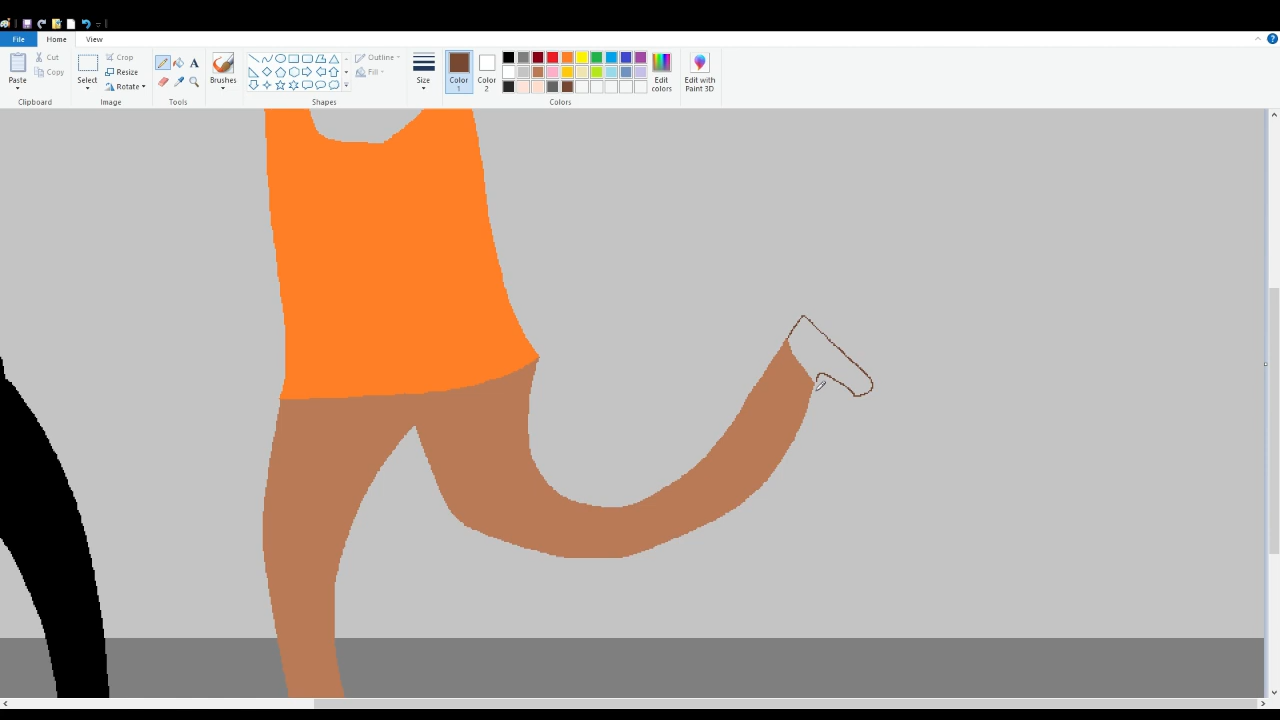 File Home View
Cut
Crop
Outline
Copy
Resize
A
Fill
Rotate
Paste
Select
Brushes
Size
Color 1
Color 2
Edit colors
Edit with Paint 3D
Clipboard
Image
Tools
Shapes
Colors